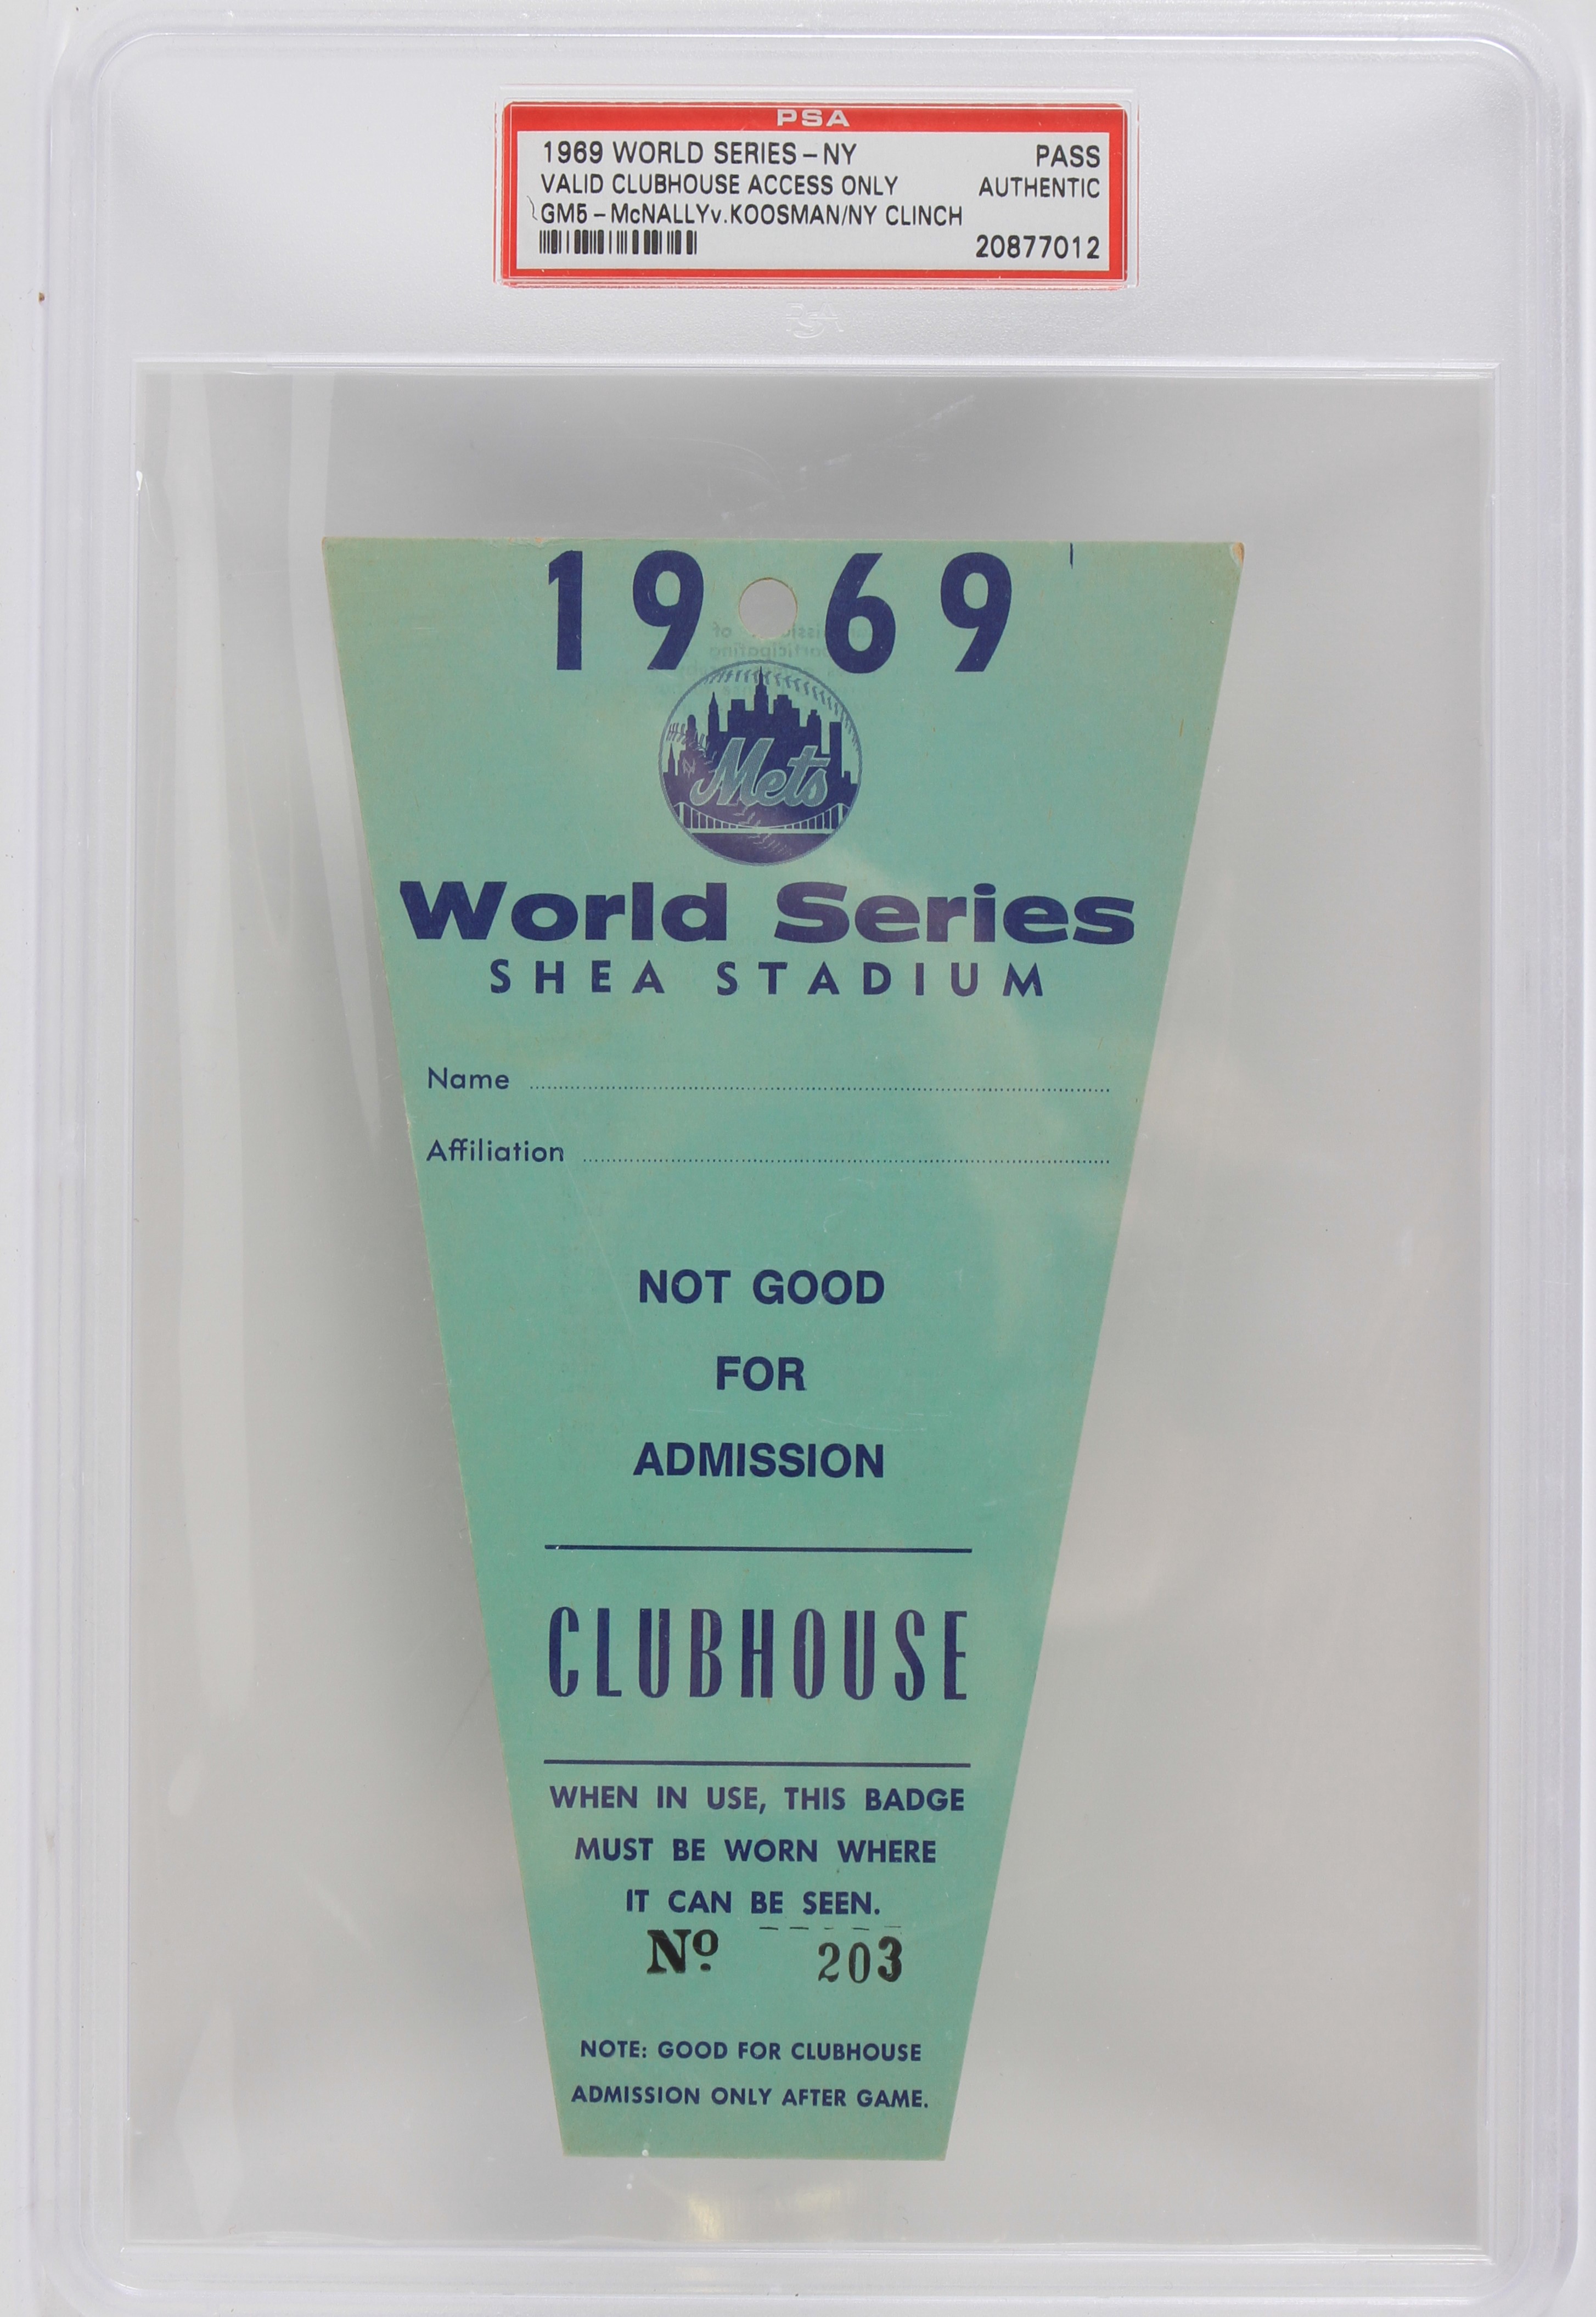 PSA
1969 WORLD SERIES – NY PASS
VALID CLUBHOUSE ACCESS ONLY AUTHENTIC
GM5 – McNALLYv.KOOSMAN/NY CLINCH
20877012
PSA
1969
Mets
World Series
SHEA STADIUM
Name
Affiliation
NOT GOOD
FOR
ADMISSION
CLUBHOUSE
WHEN IN USE, THIS BADGE
MUST BE WORN WHERE
IT CAN BE SEEN.
Nº 203
NOTE: GOOD FOR CLUBHOUSE
ADMISSION ONLY AFTER GAME.